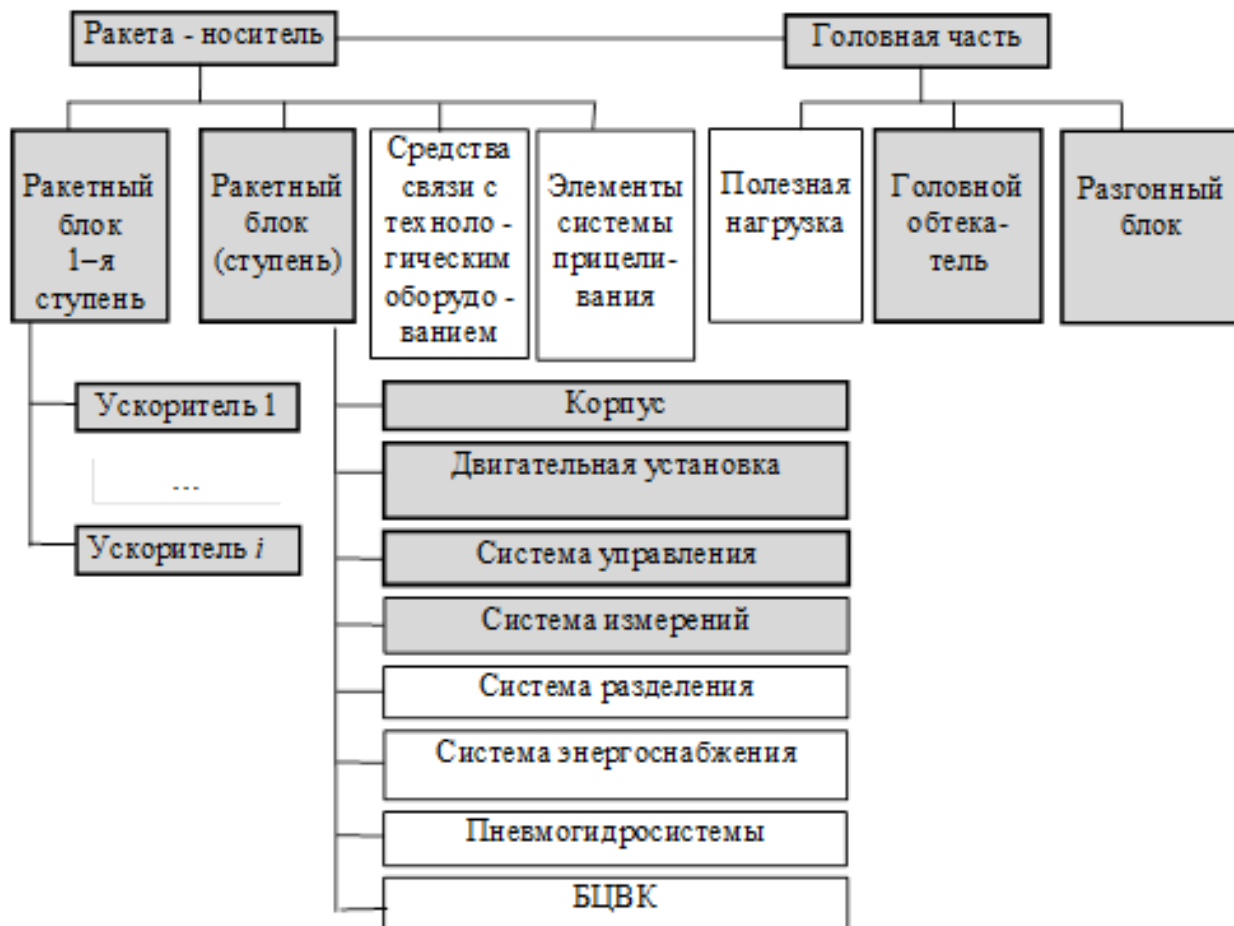 Ракета - носитель
Головная часть
Ракетный
блок
1–я
ступень
Ракетный
блок
(ступень)
Средства
связи с
техноло -
гическим
оборудо -
ванием
Элементы
системы
прицели-
вания
Полезная
нагрузка
Головной
обтека-
тель
Разгонный
блок
Ускоритель 1
---
Ускоритель i
Корпус
Двигательная установка
Система управления
Система измерений
Система разделения
Система энергоснабжения
Пневмогидросистемы
БЦВК